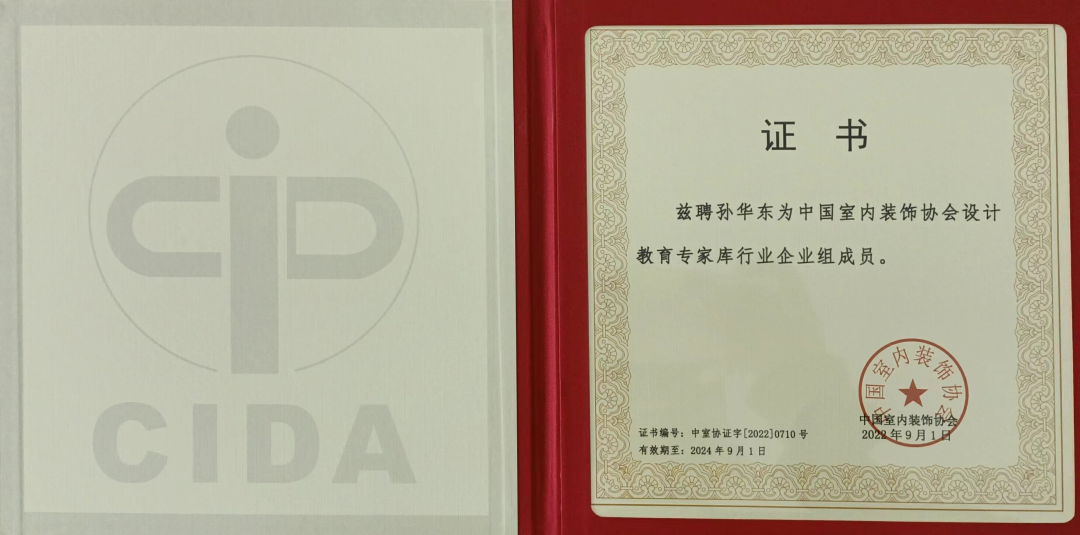 CIDA
证 书
兹聘孙华东为中国室内装饰协会设计
教育专家库行业企业组成员。
中国室内装饰协会
中国室内装饰协会
2022年9月1日
证书编号：中室协证字[2022]0710号
有效期至：2024年9月1日